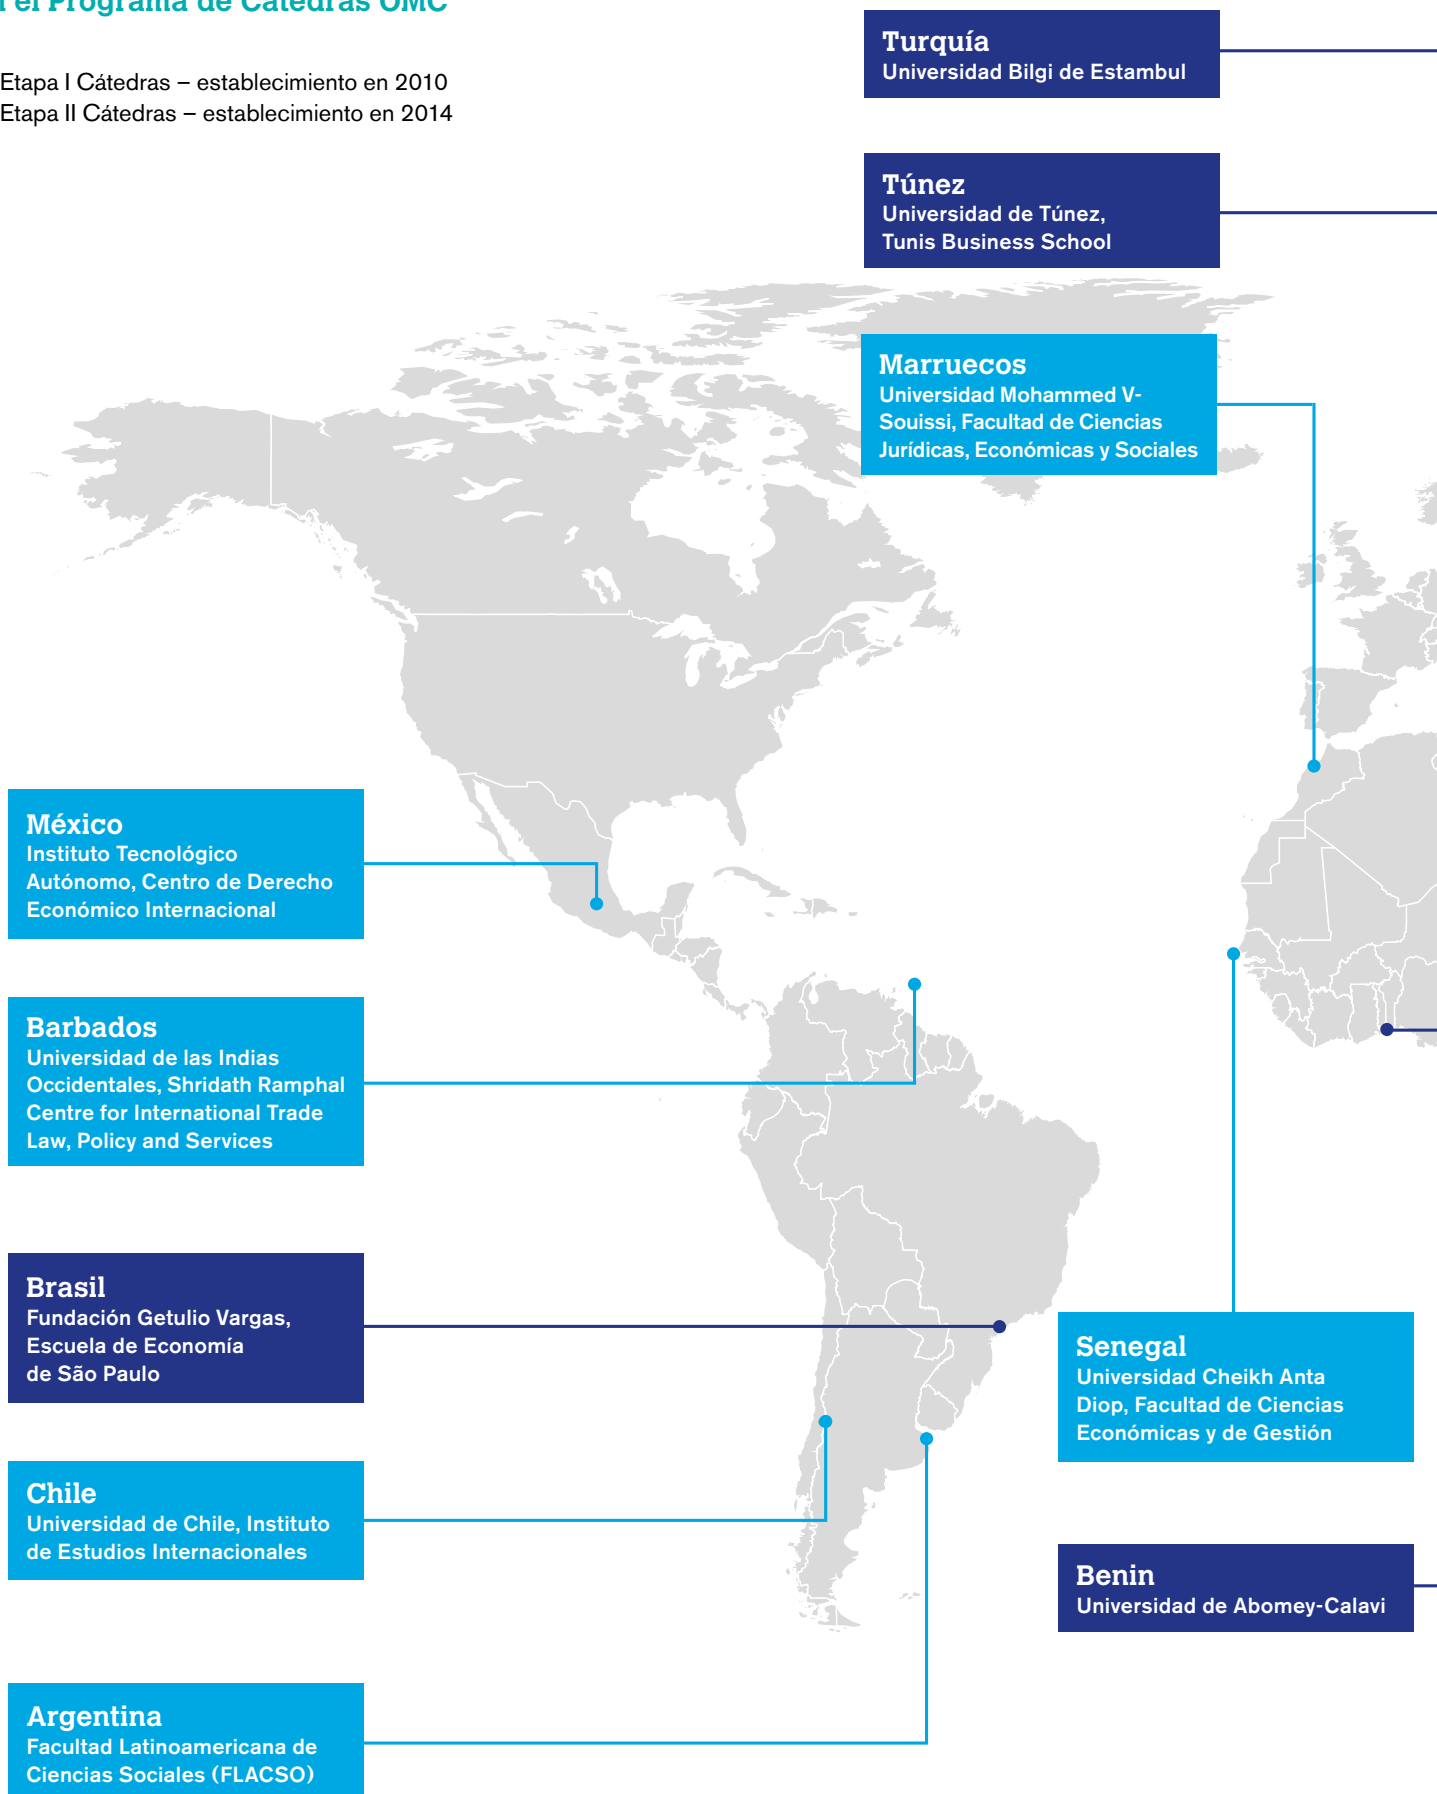 el Programa de Cátedras OMC
Etapa I Cátedras – establecimiento en 2010
Etapa II Cátedras – establecimiento en 2014
Turquía
Universidad Bilgi de Estambul
Túnez
Universidad de Túnez,
Tunis Business School
Marruecos
Universidad Mohammed V-
Souissi, Facultad de Ciencias
Jurídicas, Económicas y Sociales
México
Instituto Tecnológico
Autónomo, Centro de Derecho
Económico Internacional
Barbados
Universidad de las Indias
Occidentales, Shridath Ramphal
Centre for International Trade
Law, Policy and Services
Brasil
Fundación Getulio Vargas,
Escuela de Economía
de São Paulo
Chile
Universidad de Chile, Instituto
de Estudios Internacionales
Argentina
Facultad Latinoamericana de
Ciencias Sociales (FLACSO)
Senegal
Universidad Cheikh Anta
Diop, Facultad de Ciencias
Económicas y de Gestión
Benin
Universidad de Abomey-Calavi